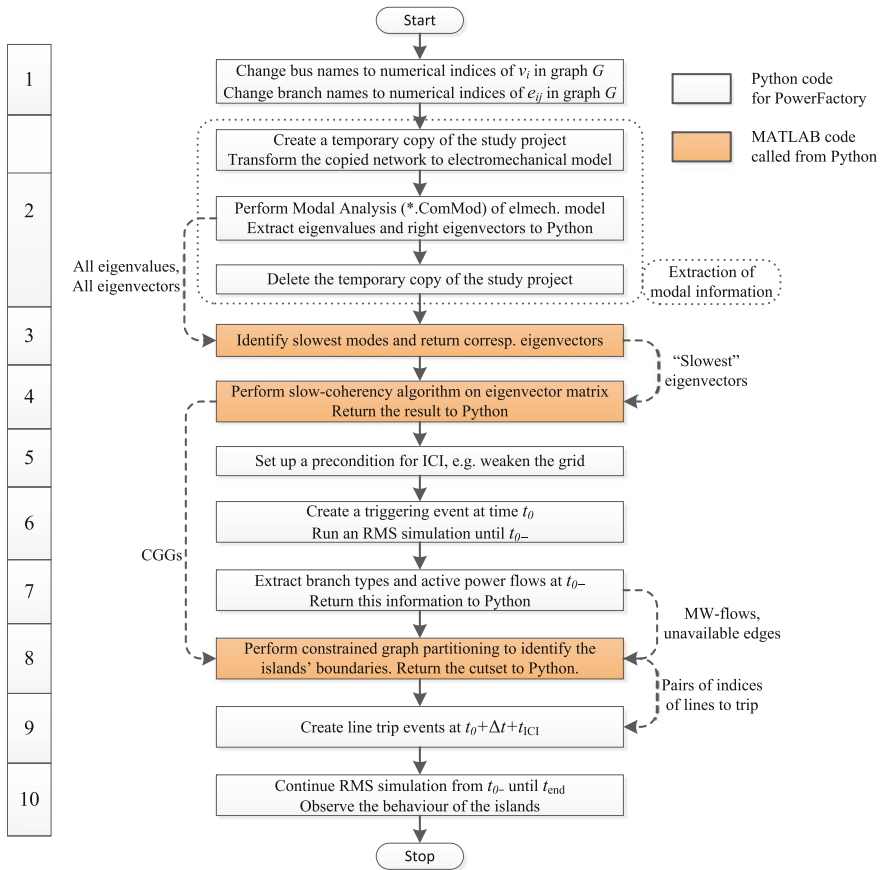 Start
1
Change bus names to numerical indices of v_i in graph G
Change branch names to numerical indices of e_ij in graph G
Python code
for PowerFactory
MATLAB code
called from Python
Create a temporary copy of the study project
Transform the copied network to electromechanical model
2
Perform Modal Analysis (*.ComMod) of elmech. model
Extract eigenvalues and right eigenvectors to Python
All eigenvalues,
All eigenvectors
Delete the temporary copy of the study project
Extraction of
modal information
3
Identify slowest modes and return corresp. eigenvectors
“Slowest”
eigenvectors
4
Perform slow-coherency algorithm on eigenvector matrix
Return the result to Python
5
Set up a precondition for ICI, e.g. weaken the grid
6
Create a triggering event at time t_0
Run an RMS simulation until t_0–
CGGs
7
Extract branch types and active power flows at t_0–
Return this information to Python
MW-flows,
unavailable edges
8
Perform constrained graph partitioning to identify the
islands’ boundaries. Return the cutset to Python.
Pairs of indices
of lines to trip
9
Create line trip events at t_0+Δt+t_ICI
10
Continue RMS simulation from t_0– until t_end
Observe the behaviour of the islands
Stop